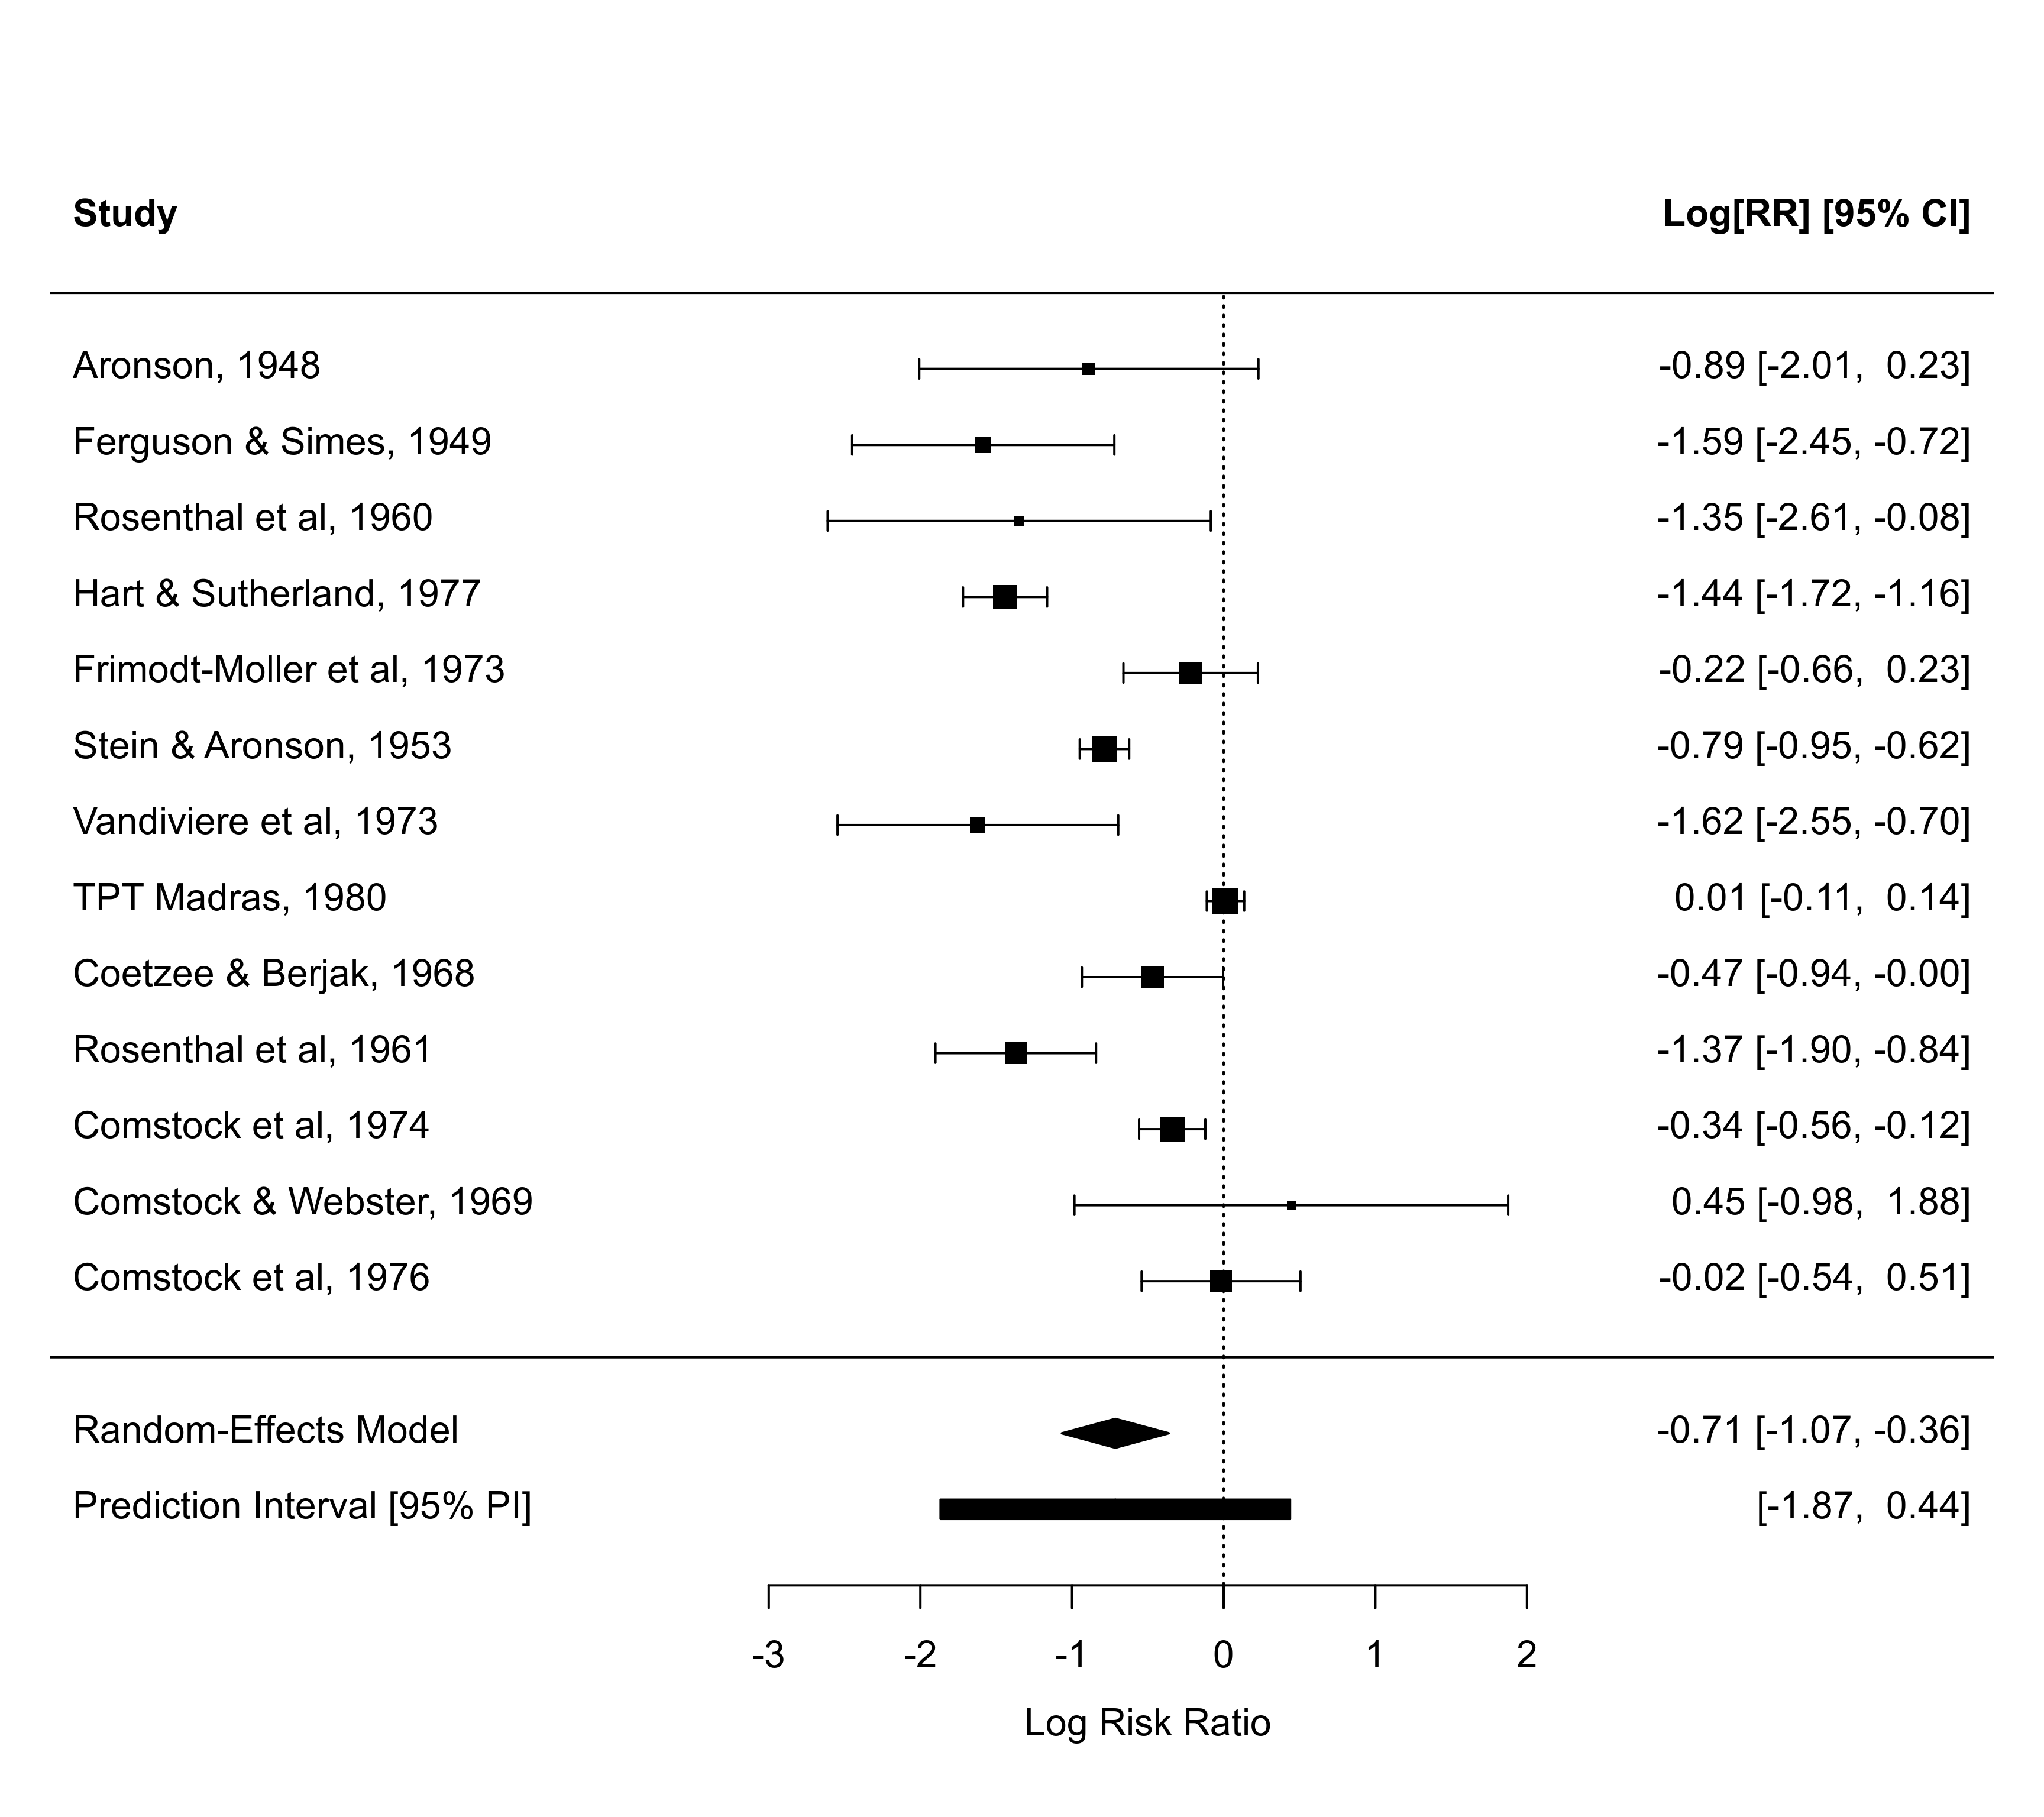 Study Log[RR] [95% CI]
Aronson, 1948 -0.89 [-2.01, 0.23]
Ferguson & Simes, 1949 -1.59 [-2.45, -0.72]
Rosenthal et al, 1960 -1.35 [-2.61, -0.08]
Hart & Sutherland, 1977 -1.44 [-1.72, -1.16]
Frimodt-Moller et al, 1973 -0.22 [-0.66, 0.23]
Stein & Aronson, 1953 -0.79 [-0.95, -0.62]
Vandiviere et al, 1973 -1.62 [-2.55, -0.70]
TPT Madras, 1980 0.01 [-0.11, 0.14]
Coetzee & Berjak, 1968 -0.47 [-0.94, -0.00]
Rosenthal et al, 1961 -1.37 [-1.90, -0.84]
Comstock et al, 1974 -0.34 [-0.56, -0.12]
Comstock & Webster, 1969 0.45 [-0.98, 1.88]
Comstock et al, 1976 -0.02 [-0.54, 0.51]
Random-Effects Model -0.71 [-1.07, -0.36]
Prediction Interval [95% PI] [-1.87, 0.44]
-3 -2 -1 0 1 2
Log Risk Ratio